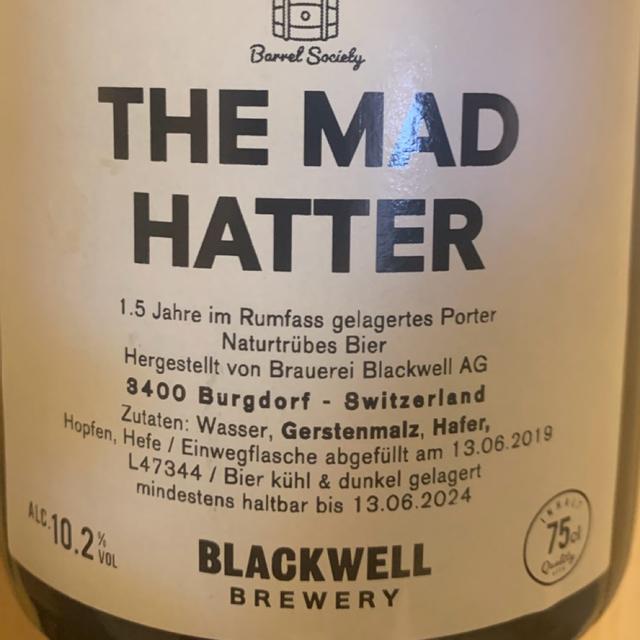 Barrel Society
THE MAD
HATTER
1.5 Jahre im Rumfass gelagertes Porter
Naturtrübes Bier
Hergestellt von Brauerei Blackwell AG
3400 Burgdorf - Switzerland
Zutaten: Wasser, Gerstenmalz, Hafer,
Hopfen, Hefe / Einwegflasche abgefüllt am 13.06.2019
L47344 / Bier kühl & dunkel gelagert
mindestens haltbar bis 13.06.2024
ALC. 10.2 % VOL
INHALT
75cl
Quality
BLACKWELL
BREWERY